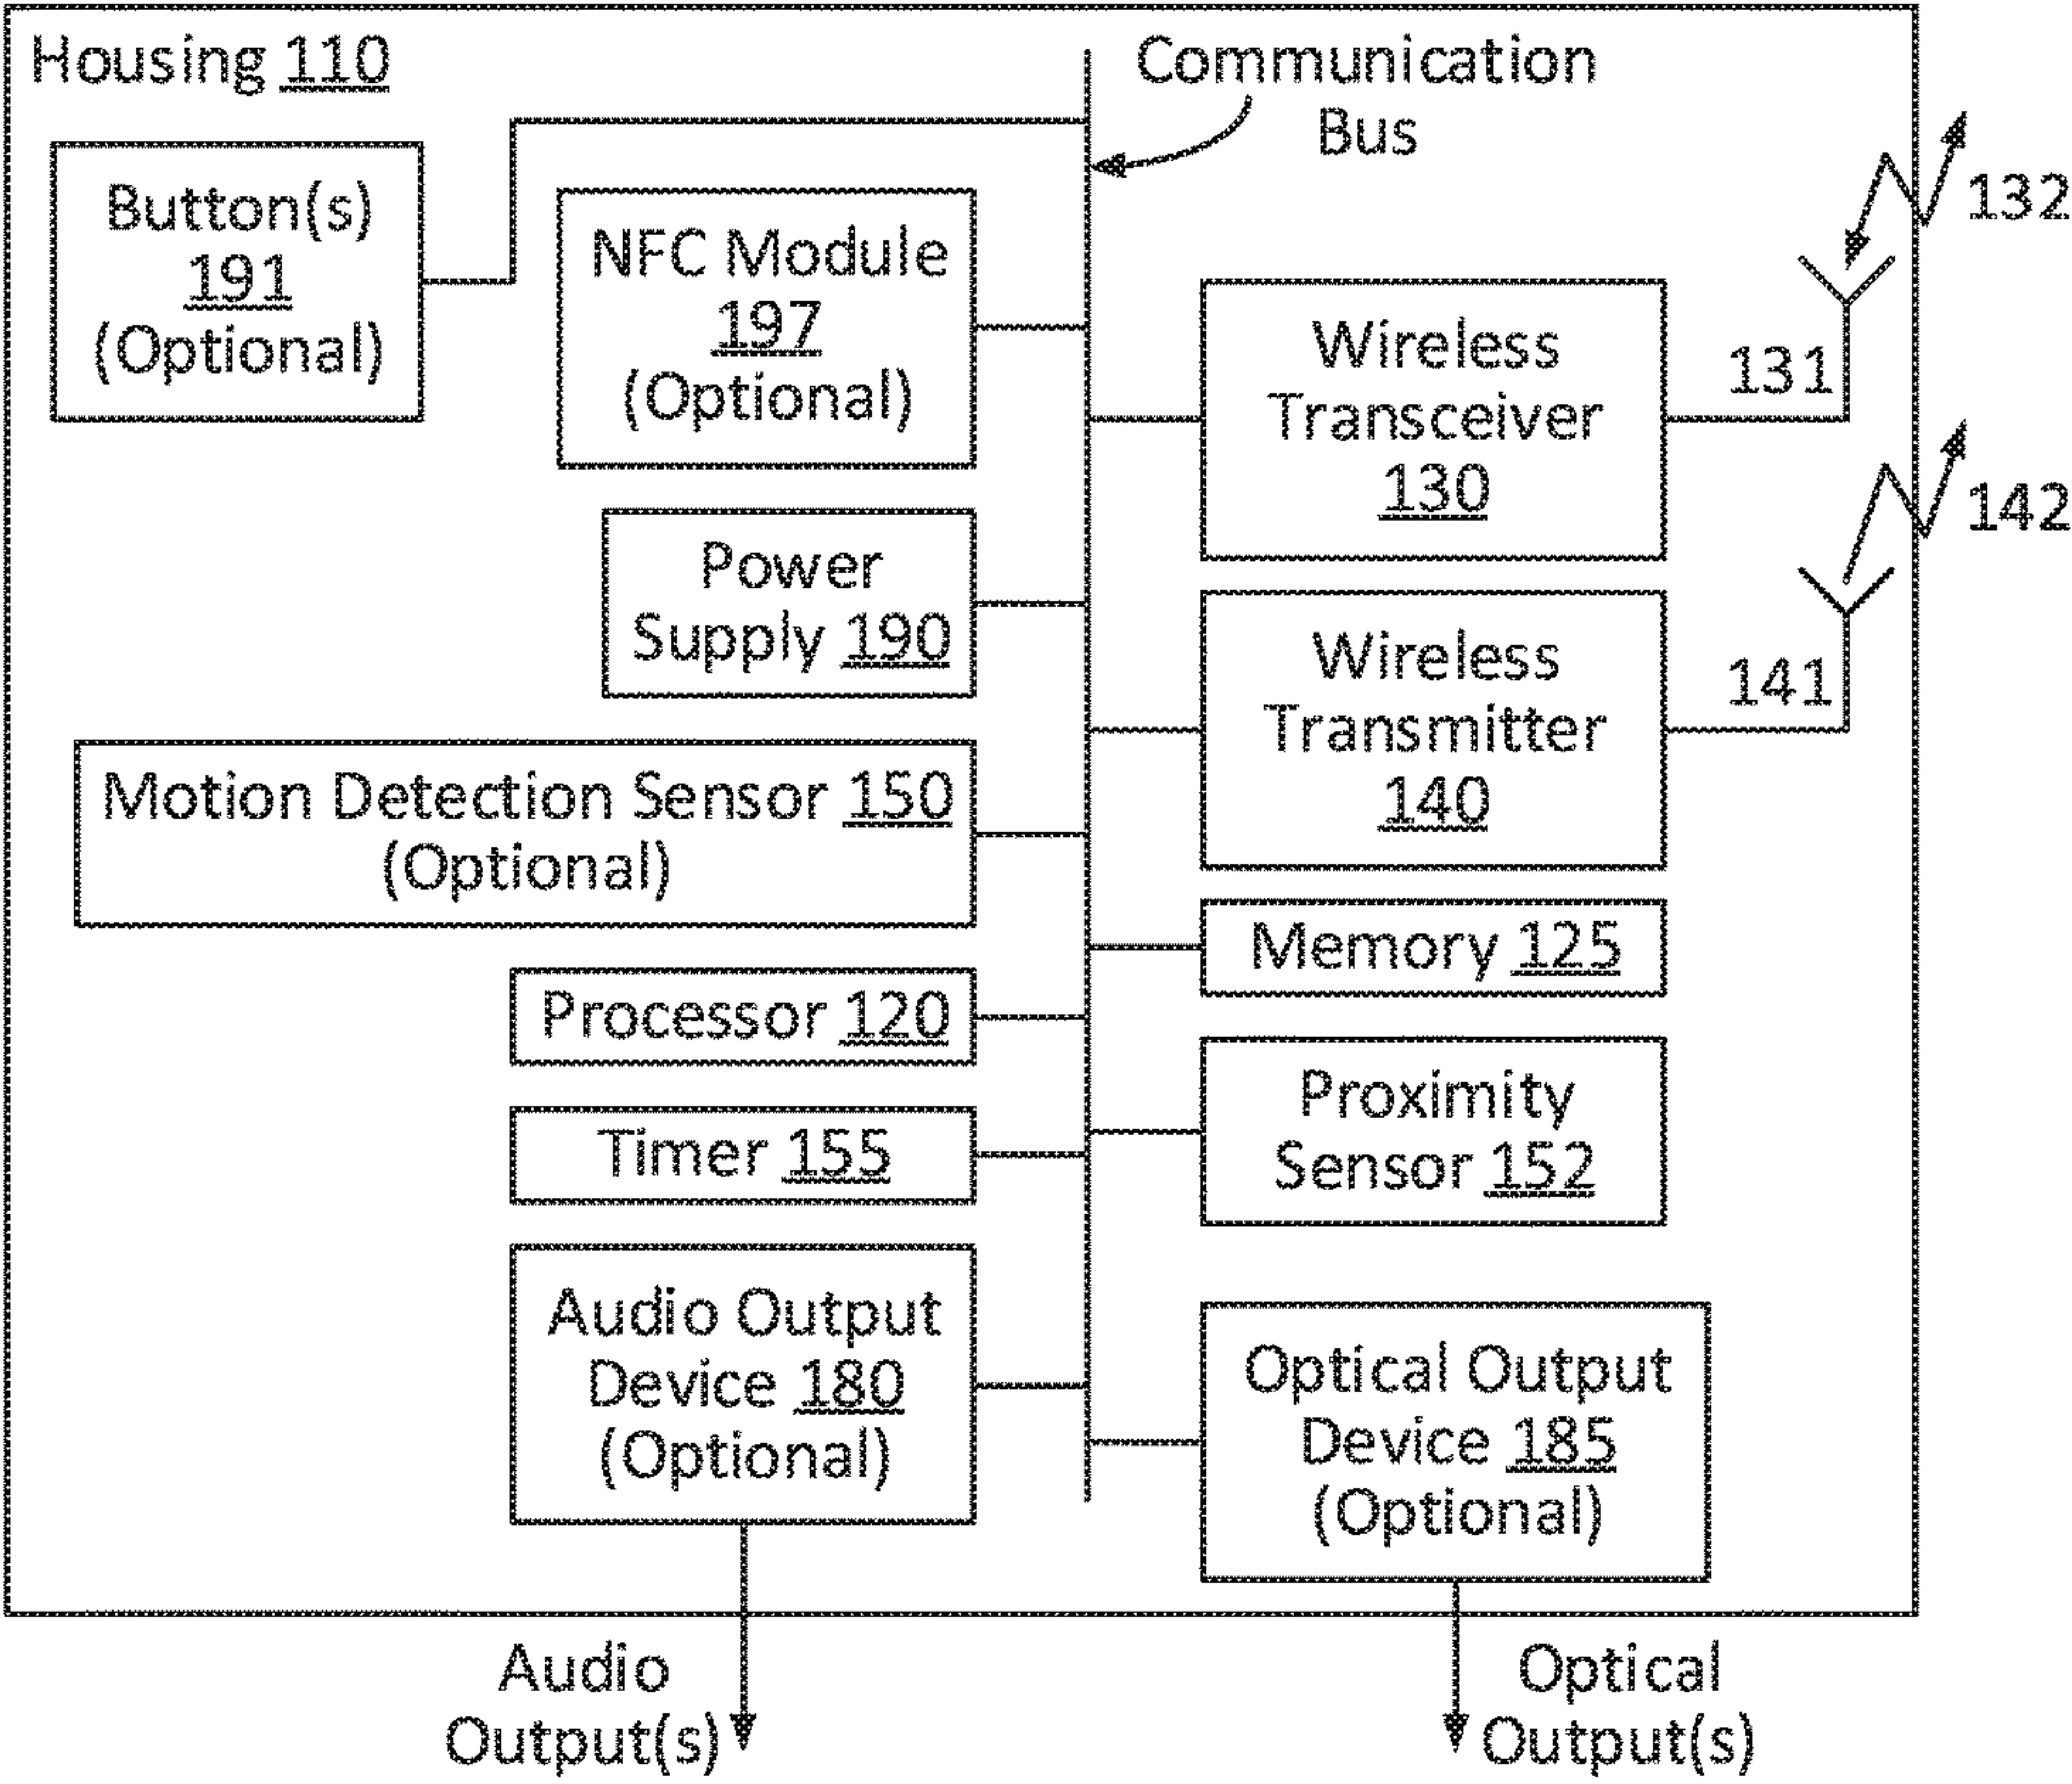 Housing 110
Communication
Bus
Button(s)
191
(Optional)
NFC Module
197
(Optional)
132
Wireless
Transceiver
130
131
142
Power
Supply 190
Wireless
Transmitter
140
141
Motion Detection Sensor 150
(Optional)
Memory 125
Processor 120
Proximity
Sensor 152
Timer 155
Audio Output
Device 180
(Optional)
Optical Output
Device 185
(Optional)
Audio
Output(s)
Optical
Output(s)